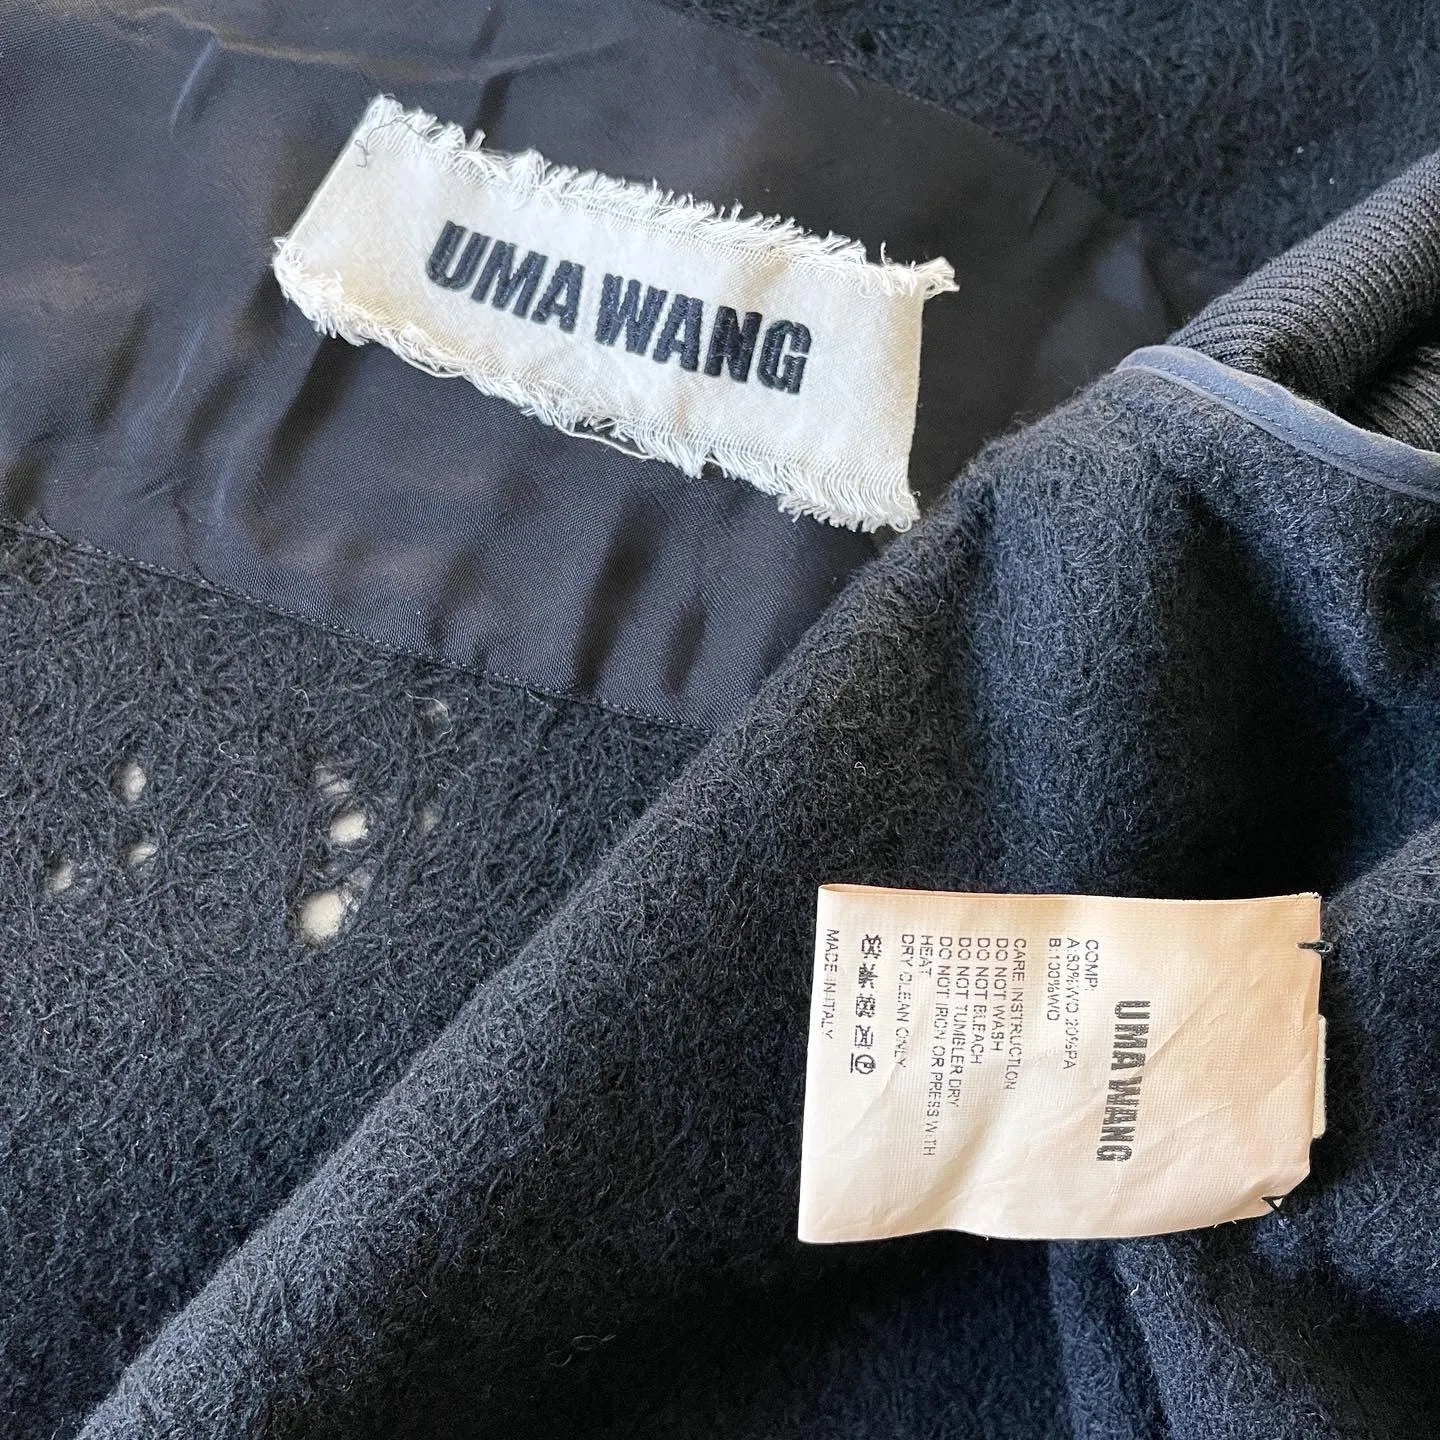 UMA WANG
UMA WANG
COMP:
A:80%WO 20%PA
B:100%WO
CARE INSTRUCTION
DO NOT WASH
DO NOT BLEACH
DO NOT TUMBLER DRY
DO NOT IRON OR PRESS WITH
HEAT
DRY CLEAN ONLY
MADE IN ITALY